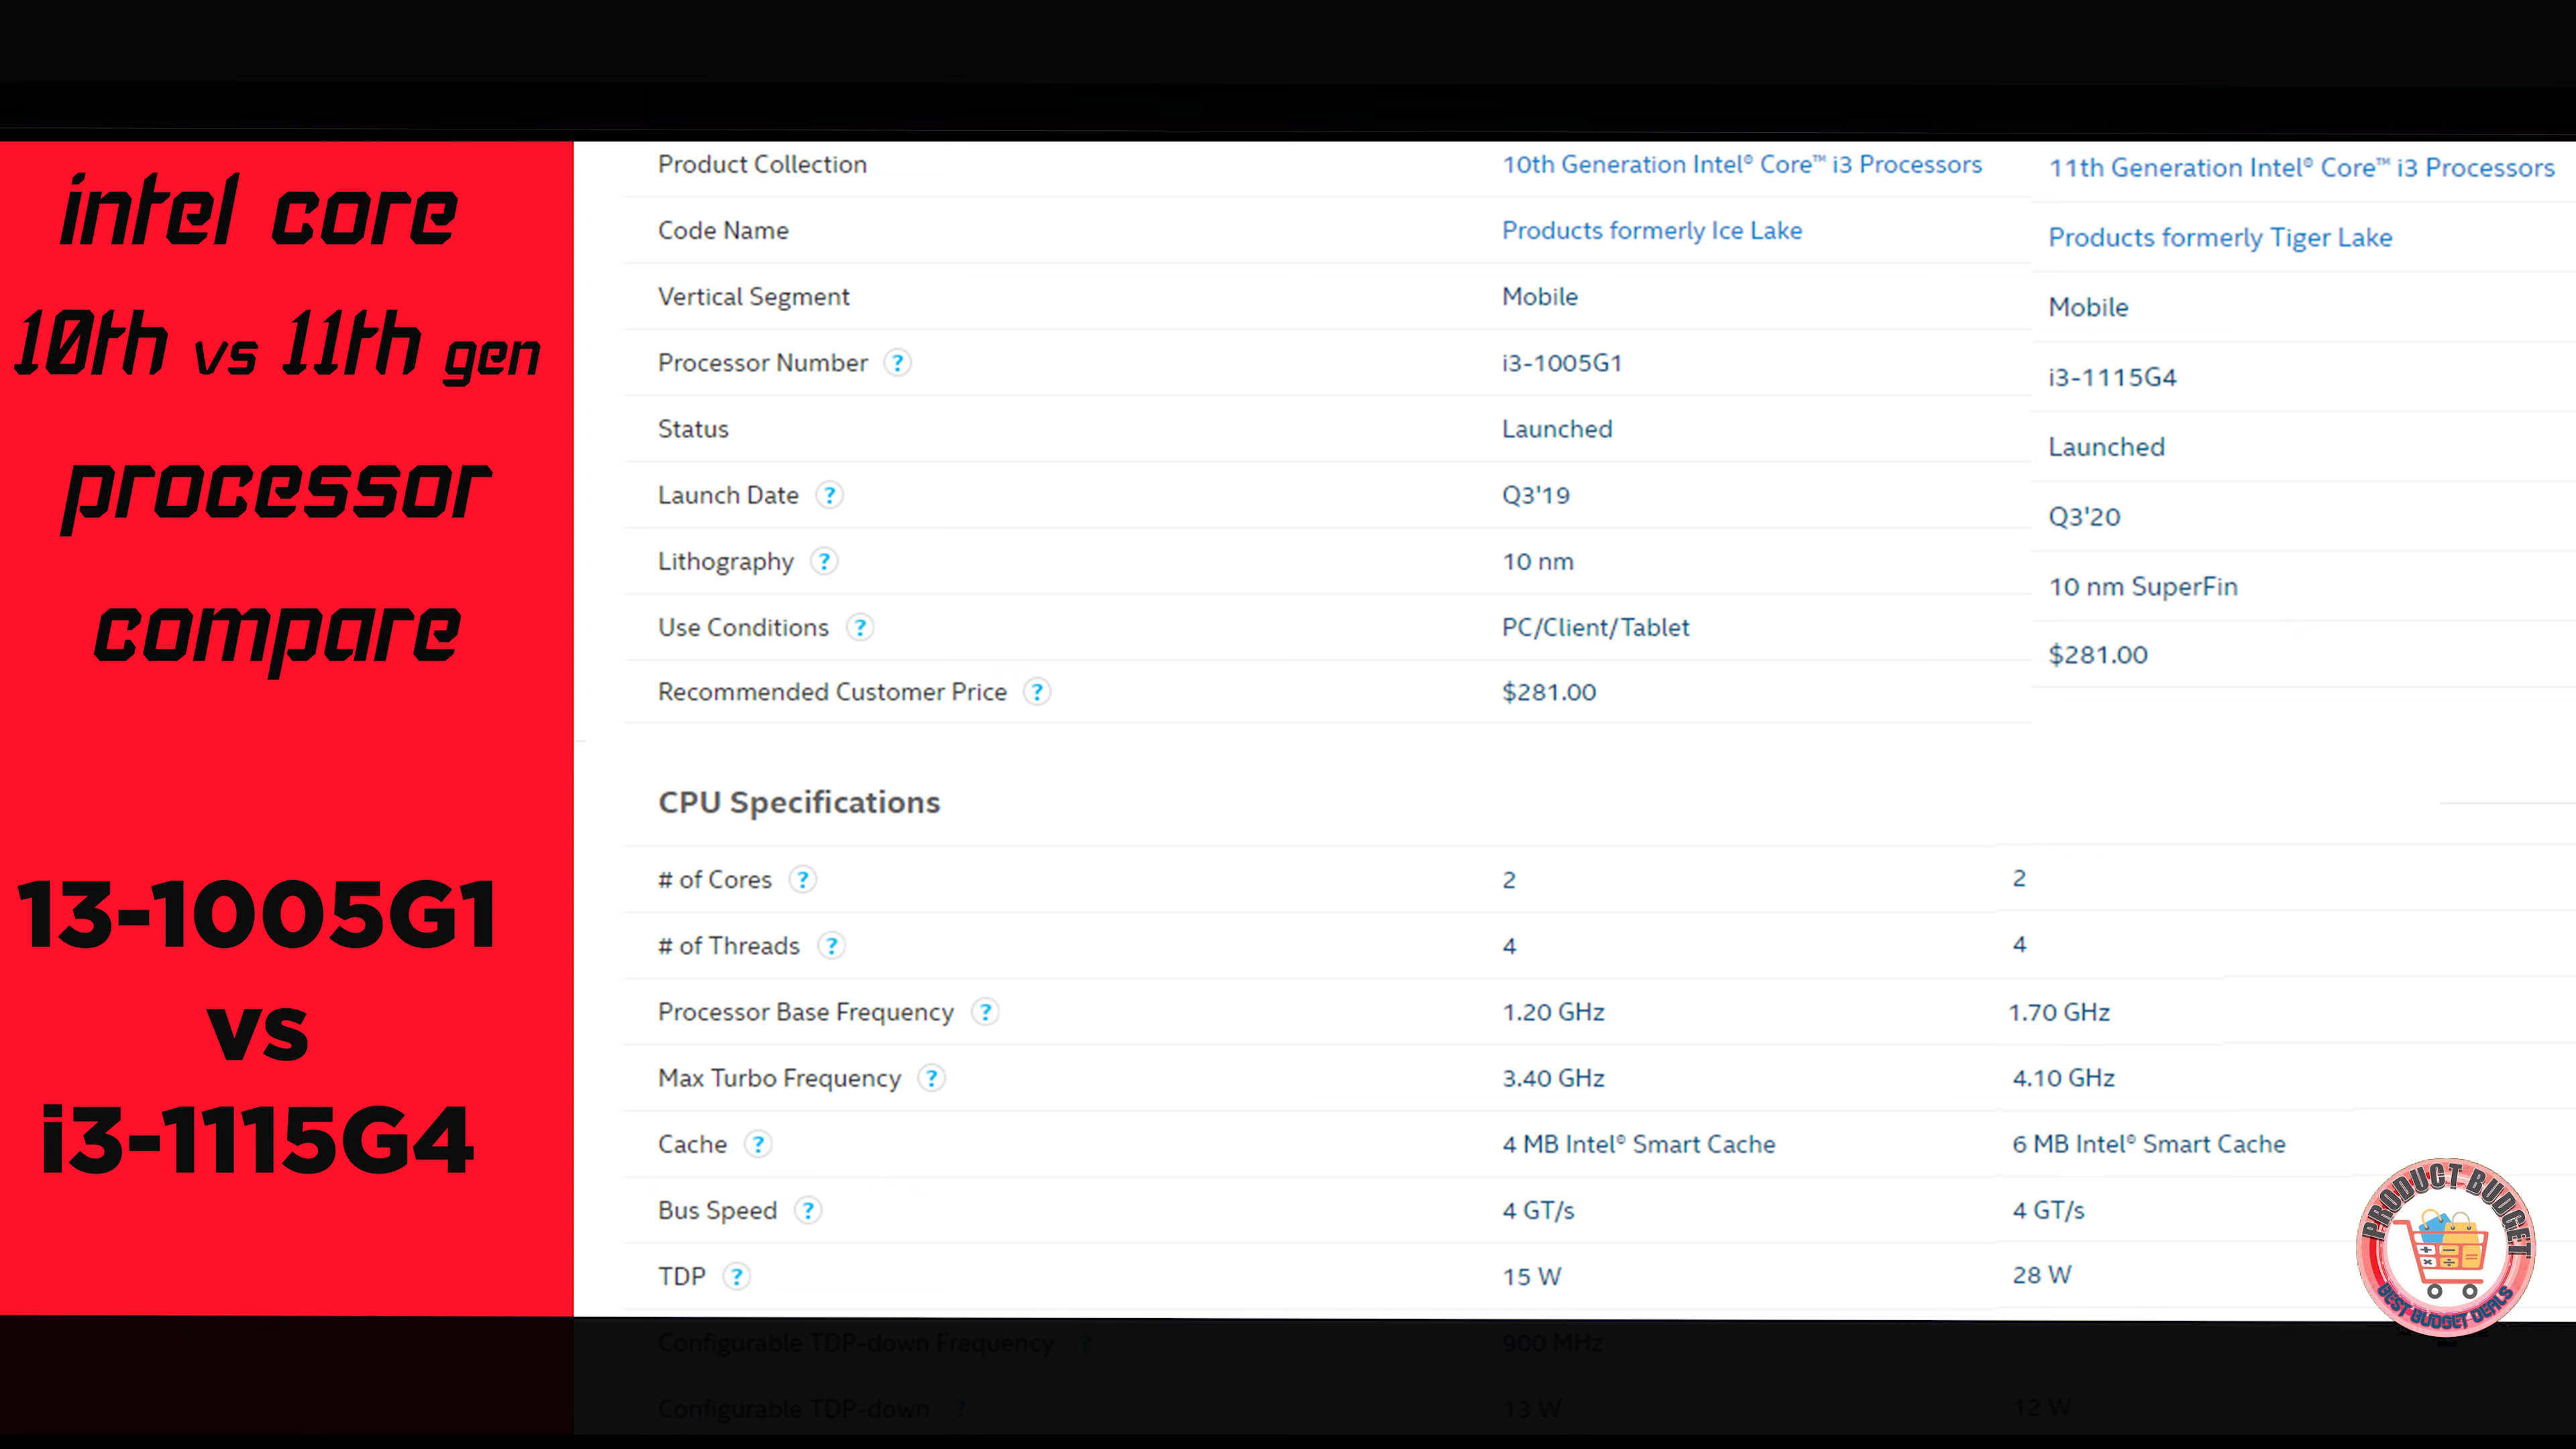 intel core
10th vs 11th gen
processor
compare
13-1005G1
vs
i3-1115G4
Product Collection 10th Generation Intel® Core™ i3 Processors 11th Generation Intel® Core™ i3 Processors
Code Name Products formerly Ice Lake Products formerly Tiger Lake
Vertical Segment Mobile Mobile
Processor Number ? i3-1005G1 i3-1115G4
Status Launched Launched
Launch Date ? Q3'19 Q3'20
Lithography ? 10 nm 10 nm SuperFin
Use Conditions ? PC/Client/Tablet
Recommended Customer Price ? $281.00 $281.00
CPU Specifications
# of Cores ? 2 2
# of Threads ? 4 4
Processor Base Frequency ? 1.20 GHz 1.70 GHz
Max Turbo Frequency ? 3.40 GHz 4.10 GHz
Cache ? 4 MB Intel® Smart Cache 6 MB Intel® Smart Cache
Bus Speed ? 4 GT/s 4 GT/s
TDP ? 15 W 28 W
Configurable TDP-down Frequency ? 900 MHz
Configurable TDP-down ? 13 W 12 W
PRODUCT BUDGET
BEST BUDGET DEALS